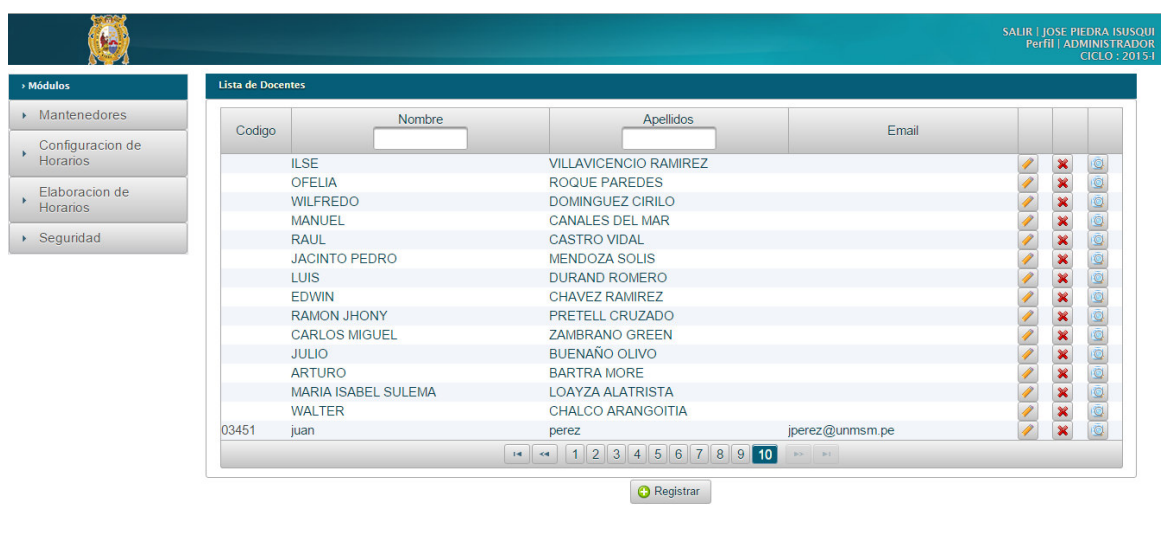 SALIR | JOSE PIEDRA ISUSQUI
Perfil | ADMINISTRADOR
CICLO : 2015-I
Módulos
Mantenedores
Configuracion de
Horarios
Elaboracion de
Horarios
Seguridad
Lista de Docentes
Codigo Nombre Apellidos Email
ILSE VILLAVICENCIO RAMIREZ
OFELIA ROQUE PAREDES
WILFREDO DOMINGUEZ CIRILO
MANUEL CANALES DEL MAR
RAUL CASTRO VIDAL
JACINTO PEDRO MENDOZA SOLIS
LUIS DURAND ROMERO
EDWIN CHAVEZ RAMIREZ
RAMON JHONY PRETELL CRUZADO
CARLOS MIGUEL ZAMBRANO GREEN
JULIO BUENAÑO OLIVO
ARTURO BARTRA MORE
MARIA ISABEL SULEMA LOAYZA ALATRISTA
WALTER CHALCO ARANGOITIA
03451 juan perez jperez@unmsm.pe
1 2 3 4 5 6 7 8 9 10
Registrar